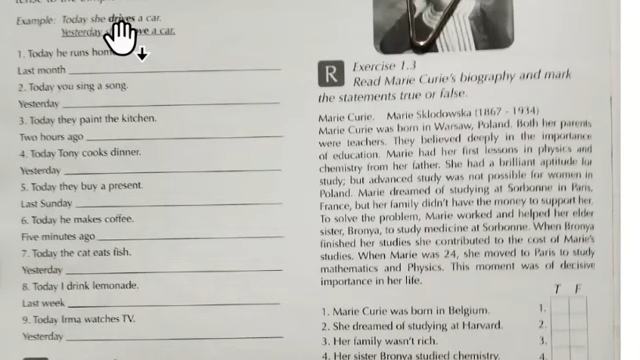 Example: Today she drives a car.
Yesterday a car.
1. Today he runs
Last month
2. Today you sing a song.
Yesterday
3. Today they paint the kitchen.
Two hours ago
4. Today Tony cooks dinner.
Yesterday
5. Today they buy a present.
Last Sunday
6. Today he makes coffee.
Five minutes ago
7. Today the cat eats fish.
Yesterday
8. Today I drink lemonade.
Last week
9. Today Irma watches TV.
Yesterday
R
Exercise 1.3
Read Marie Curie's biography and mark
the statements true or false.
Marie Curie. Marie Sklodowska (1867 - 1934)
Marie Curie was born in Warsaw, Poland. Both her parents
were teachers. They believed deeply in the importance
of education. Marie had her first lessons in physics and
chemistry from her father. She had a brilliant aptitude for
study; but advanced study was not possible for women in
Poland. Marie dreamed of studying at Sorbonne in Paris,
France, but her family didn't have the money to support her.
To solve the problem, Marie worked and helped her elder
sister, Bronya, to study medicine at Sorbonne. When Bronya
finished her studies she contributed to the cost of Marie's
studies. When Marie was 24, she moved to Paris to study
mathematics and Physics. This moment was of decisive
importance in her life.
T F
1. Marie Curie was born in Belgium. 1.
2. She dreamed of studying at Harvard. 2.
3. Her family wasn't rich. 3.
4. Her sister Bronya studied chemistry. 4.